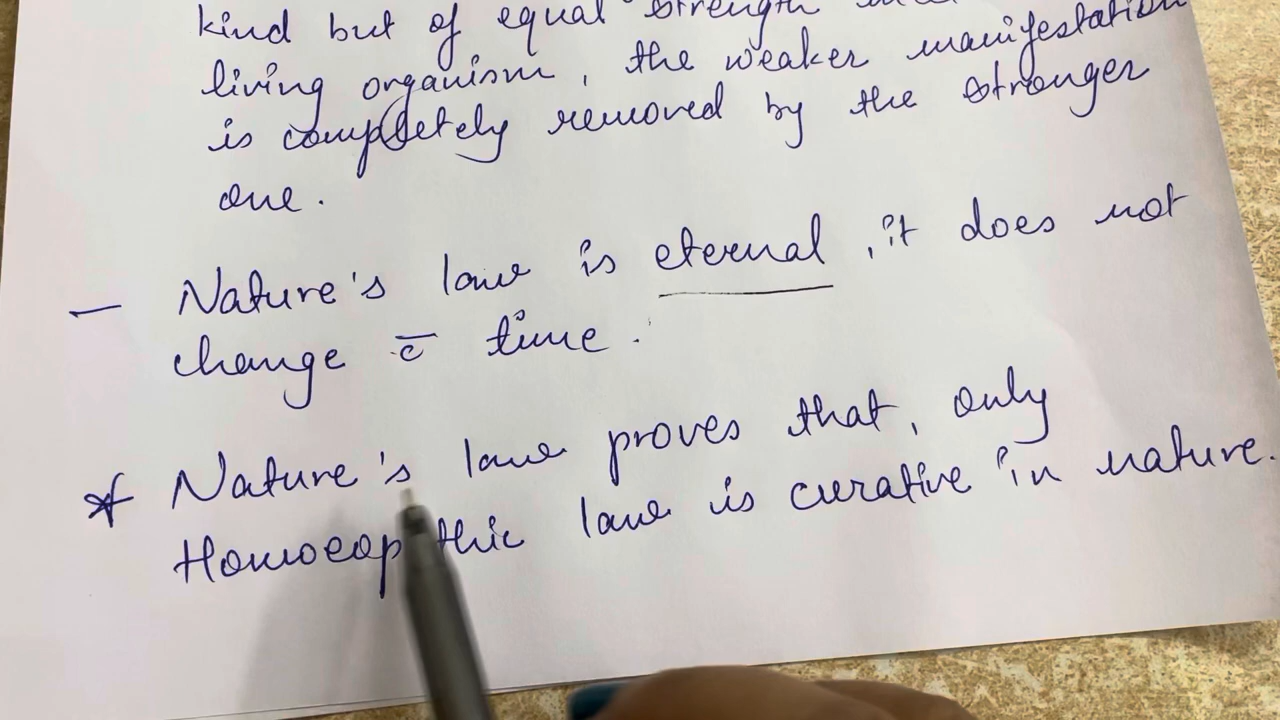 kind but of equal strength
living organism, the weaker manifestation
is completely removed by the stronger
one.
— Nature's law is eternal, it does not
change c̄ time.
* Nature's law proves that, only
Homoeopathic law is curative in nature.